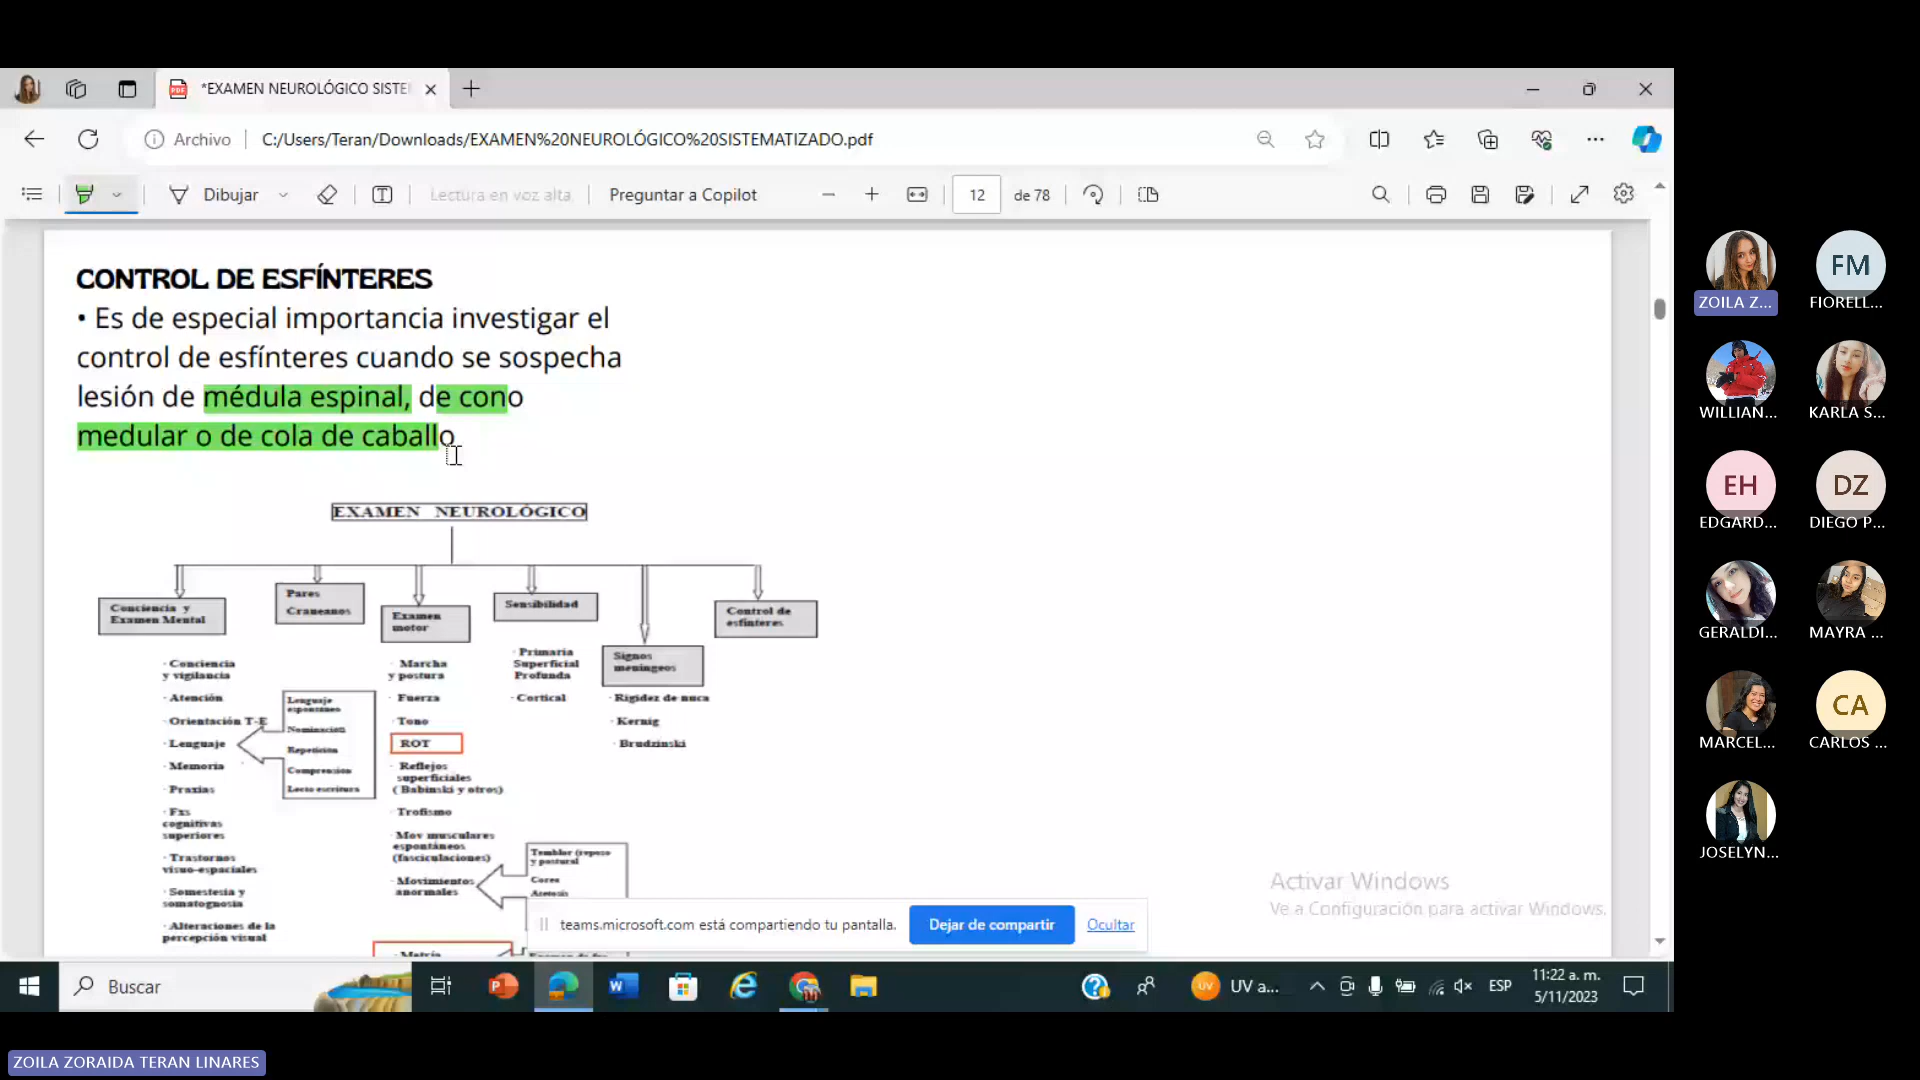 *EXAMEN NEUROLÓGICO SISTE
Archivo
C:/Users/Teran/Downloads/EXAMEN%20NEUROLÓGICO%20SISTEMATIZADO.pdf
Dibujar
Lectura en voz alta
Preguntar a Copilot
12
de 78
CONTROL DE ESFÍNTERES
• Es de especial importancia investigar el
control de esfínteres cuando se sospecha
lesión de médula espinal, de cono
medular o de cola de caballo
EXAMEN NEUROLÓGICO
Conciencia y
Examen Mental
Pares
Craneanos
Examen
motor
Sensibilidad
Signos
meningeos
Control de
esfínteres
· Conciencia
y vigilancia
· Atención
· Orientación T-E
· Lenguaje
· Memoria
· Praxias
· Fxs
cognitivas
superiores
· Trastornos
visuo-espaciales
· Somestesia y
somatognosia
· Alteraciones de la
percepción visual
Lenguaje
espontaneo
Nominación
Repetición
Comprensión
Lecto escritura
· Marcha
y postura
· Fuerza
· Tono
ROT
· Reflejos
superficiales
( Babinski y otros)
· Trofismo
· Mov musculares
espontáneos
(fasciculaciones)
· Movimientos
anormales
Temblor (reposo
y postural
Corea
Atetosis
· Primaria
Superficial
Profunda
· Cortical
· Rigidez de nuca
· Kernig
· Brudzinski
Activar Windows
Ve a Configuración para activar Windows.
teams.microsoft.com está compartiendo tu pantalla.
Dejar de compartir
Ocultar
Buscar
UV a...
ESP
11:22 a. m.
5/11/2023
ZOILA Z...
FM
FIORELL...
WILLIAN...
KARLA S...
EH
EDGARD...
DZ
DIEGO P...
GERALDI...
MAYRA ...
MARCEL...
CA
CARLOS ...
JOSELYN...
ZOILA ZORAIDA TERAN LINARES